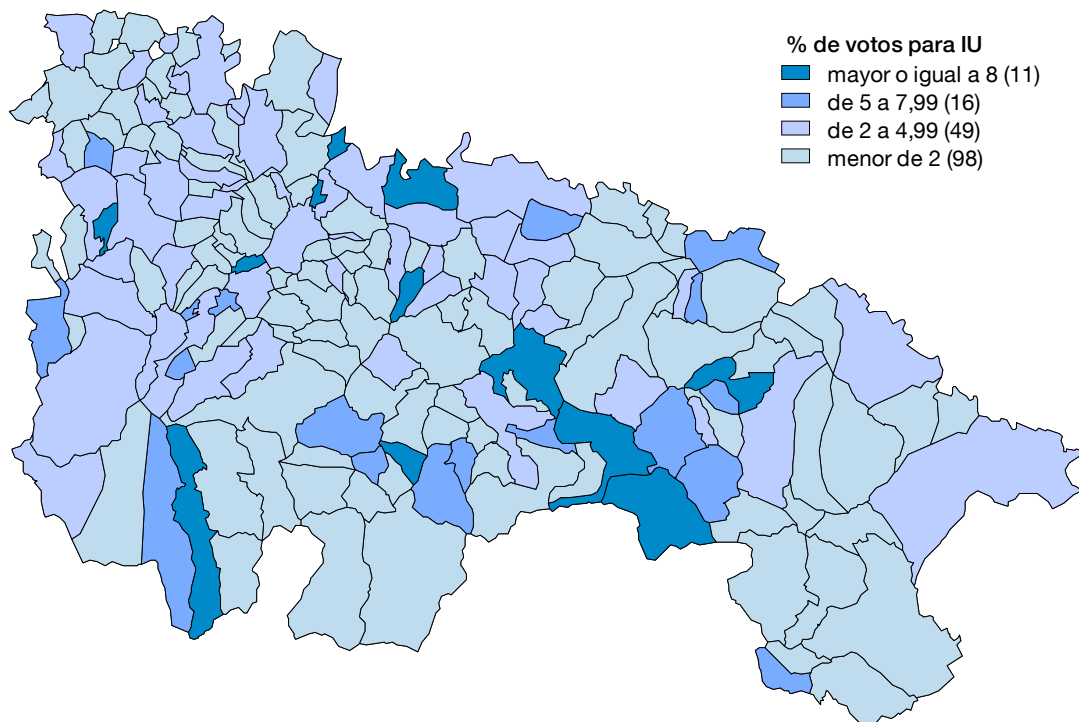 % de votos para IU
mayor o igual a 8 (11)
de 5 a 7,99 (16)
de 2 a 4,99 (49)
menor de 2 (98)